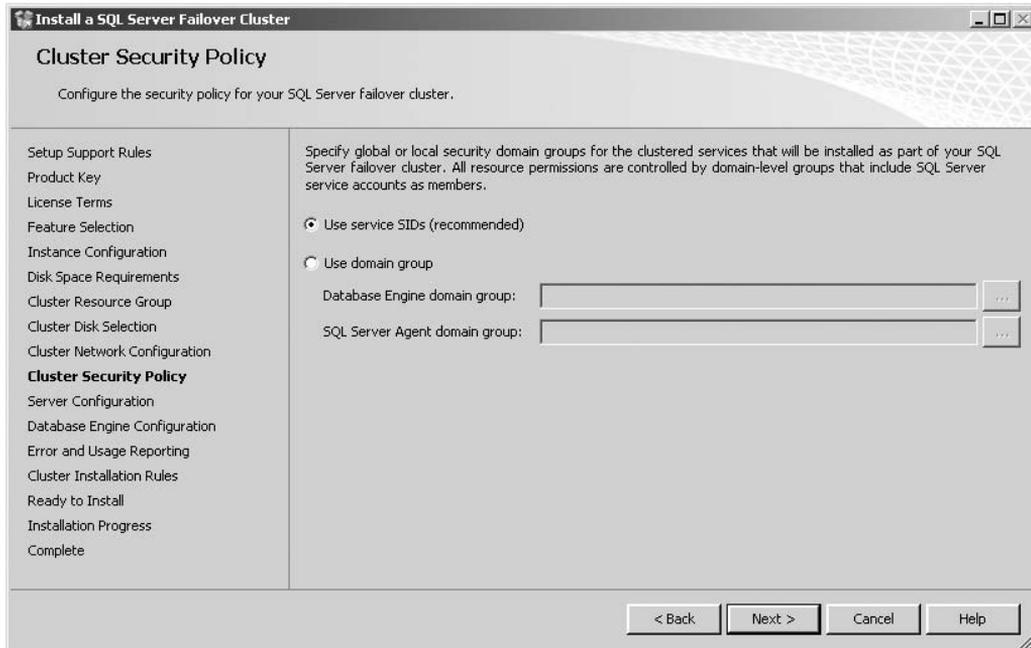 Install a SQL Server Failover Cluster
Cluster Security Policy
Configure the security policy for your SQL Server failover cluster.
Setup Support Rules
Product Key
License Terms
Feature Selection
Instance Configuration
Disk Space Requirements
Cluster Resource Group
Cluster Disk Selection
Cluster Network Configuration
Cluster Security Policy
Server Configuration
Database Engine Configuration
Error and Usage Reporting
Cluster Installation Rules
Ready to Install
Installation Progress
Complete
Specify global or local security domain groups for the clustered services that will be installed as part of your SQL
Server failover cluster. All resource permissions are controlled by domain-level groups that include SQL Server
service accounts as members.
Use service SIDs (recommended)
Use domain group
Database Engine domain group:
...
SQL Server Agent domain group:
...
< Back
Next >
Cancel
Help